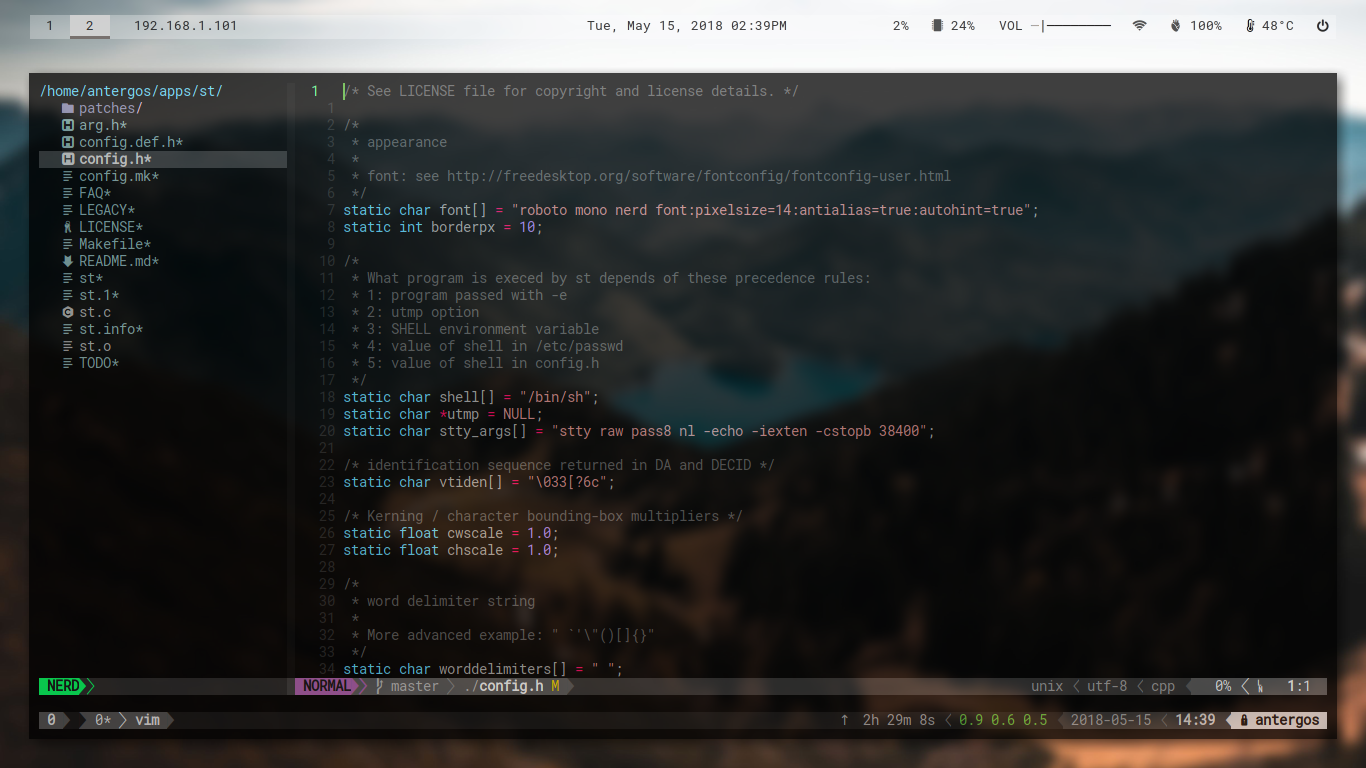 1 2 192.168.1.101 Tue, May 15, 2018 02:39PM 2% 24% VOL 100% 48°C
/home/antergos/apps/st/
patches/
arg.h*
config.def.h*
config.h*
config.mk*
FAQ*
LEGACY*
LICENSE*
Makefile*
README.md*
st*
st.1*
st.c
st.info*
st.o
TODO*
1 /* See LICENSE file for copyright and license details. */
1
2 /*
3  * appearance
4  *
5  * font: see http://freedesktop.org/software/fontconfig/fontconfig-user.html
6  */
7 static char font[] = "roboto mono nerd font:pixelsize=14:antialias=true:autohint=true";
8 static int borderpx = 10;
9
10 /*
11  * What program is execed by st depends of these precedence rules:
12  * 1: program passed with -e
13  * 2: utmp option
14  * 3: SHELL environment variable
15  * 4: value of shell in /etc/passwd
16  * 5: value of shell in config.h
17  */
18 static char shell[] = "/bin/sh";
19 static char *utmp = NULL;
20 static char stty_args[] = "stty raw pass8 nl -echo -iexten -cstopb 38400";
21
22 /* identification sequence returned in DA and DECID */
23 static char vtiden[] = "\033[?6c";
24
25 /* Kerning / character bounding-box multipliers */
26 static float cwscale = 1.0;
27 static float chscale = 1.0;
28
29 /*
30  * word delimiter string
31  *
32  * More advanced example: " `'\"()[]{}"
33  */
34 static char worddelimiters[] = " ";
NERD
NORMAL master ./config.h M unix utf-8 cpp 0% 1:1
0 0* vim ↑ 2h 29m 8s 0.9 0.6 0.5 2018-05-15 14:39 antergos